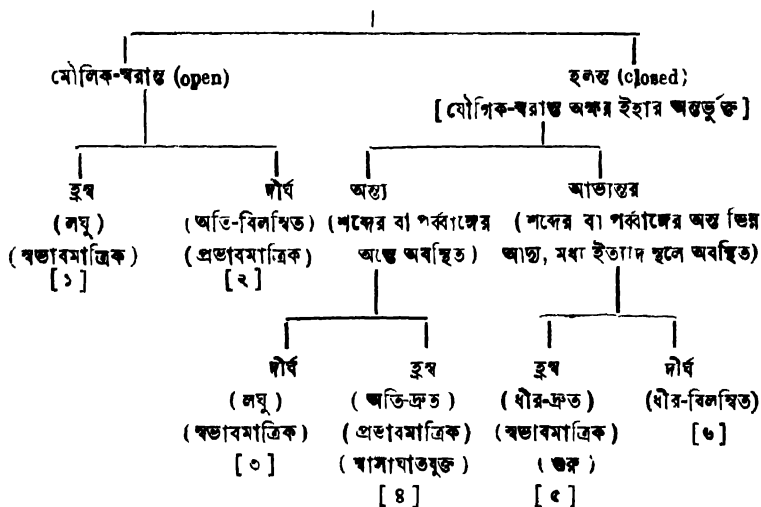 মৌলিক-স্বরান্ত (open) হলন্ত (closed)
[ যৌগিক-স্বরান্ত অক্ষর ইহার অন্তর্ভুক্ত ]
হ্রস্ব দীর্ঘ অন্ত্য আভ্যন্তর
(লঘু) (অতি-বিলম্বিত) (শব্দের বা পর্ব্বাঙ্গের (শব্দের বা পর্ব্বাঙ্গের অন্ত ভিন্ন
(স্বভাবমাত্রিক) (প্রভাবমাত্রিক) অন্তে অবস্থিত) আদ্য, মধ্য ইত্যাদি স্থলে অবস্থিত)
[ ১ ] [ ২ ]
দীর্ঘ হ্রস্ব হ্রস্ব দীর্ঘ
(লঘু) (অতি-দ্রুত) (ধীর-দ্রুত) (ধীর-বিলম্বিত)
(স্বভাবমাত্রিক) (প্রভাবমাত্রিক) (স্বভাবমাত্রিক) [ ৬ ]
[ ৩ ] (শ্বাসাঘাতযুক্ত) (গুরু)
[ ৪ ] [ ৫ ]